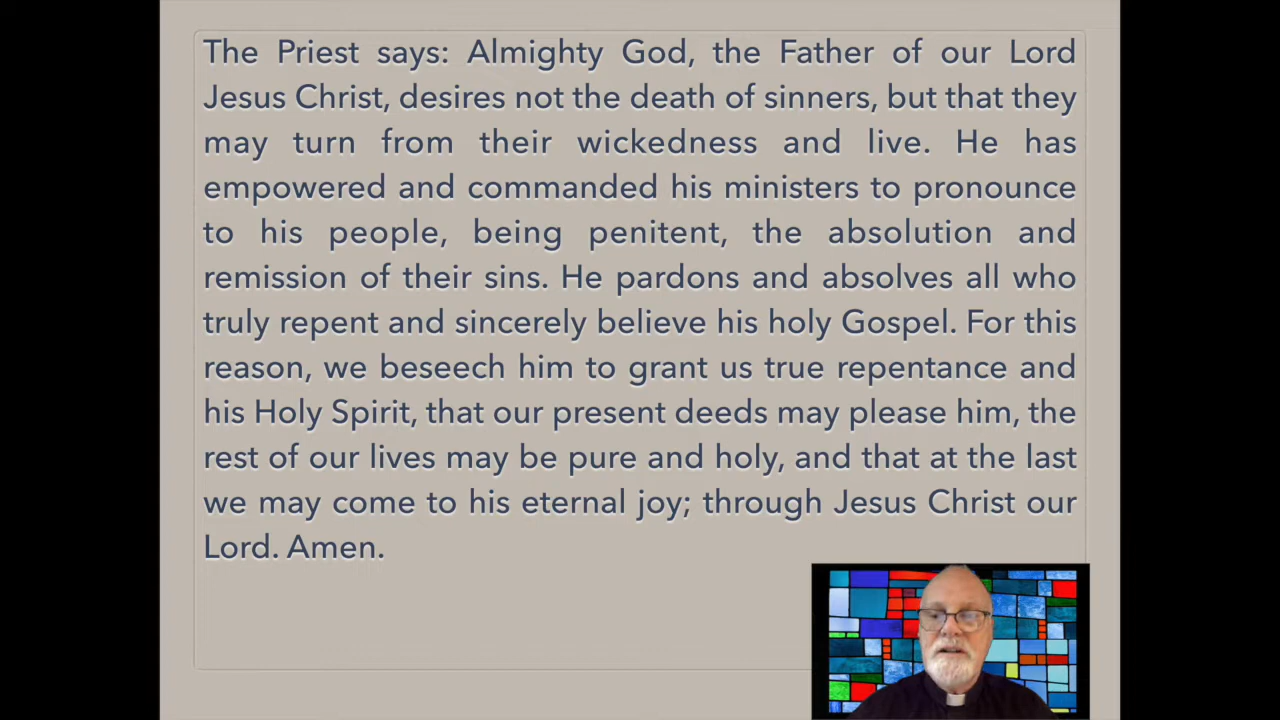 The Priest says: Almighty God, the Father of our Lord
Jesus Christ, desires not the death of sinners, but that they
may turn from their wickedness and live. He has
empowered and commanded his ministers to pronounce
to his people, being penitent, the absolution and
remission of their sins. He pardons and absolves all who
truly repent and sincerely believe his holy Gospel. For this
reason, we beseech him to grant us true repentance and
his Holy Spirit, that our present deeds may please him, the
rest of our lives may be pure and holy, and that at the last
we may come to his eternal joy; through Jesus Christ our
Lord. Amen.